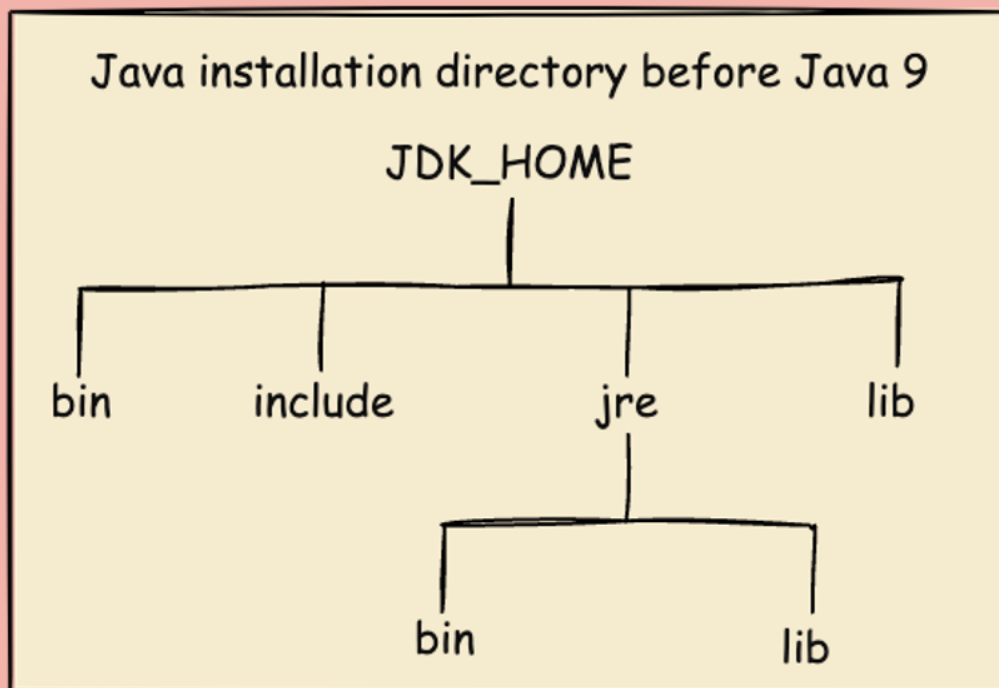 Java installation directory before Java 9
JDK_HOME
bin include jre lib
bin lib